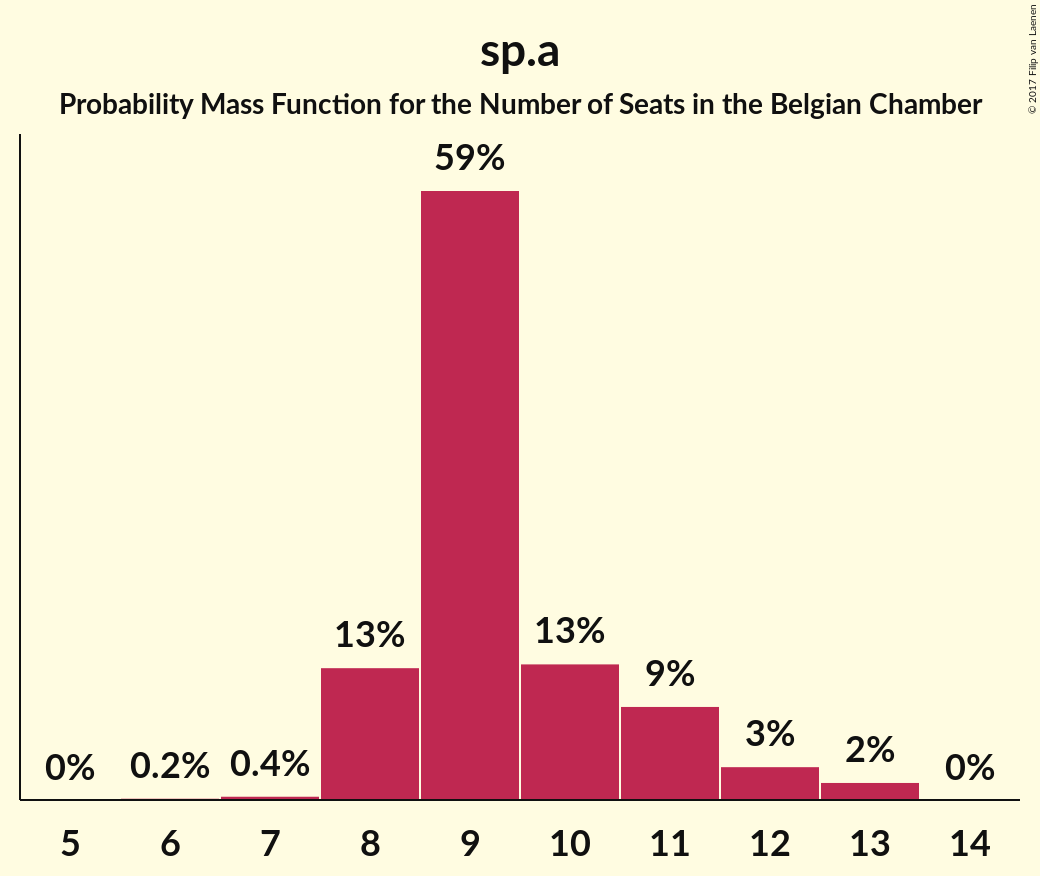 sp.a
Probability Mass Function for the Number of Seats in the Belgian Chamber
© 2017 Filip van Laenen
59%
13%
13%
9%
3%
2%
0%
0.2%
0.4%
0%
5 6 7 8 9 10 11 12 13 14